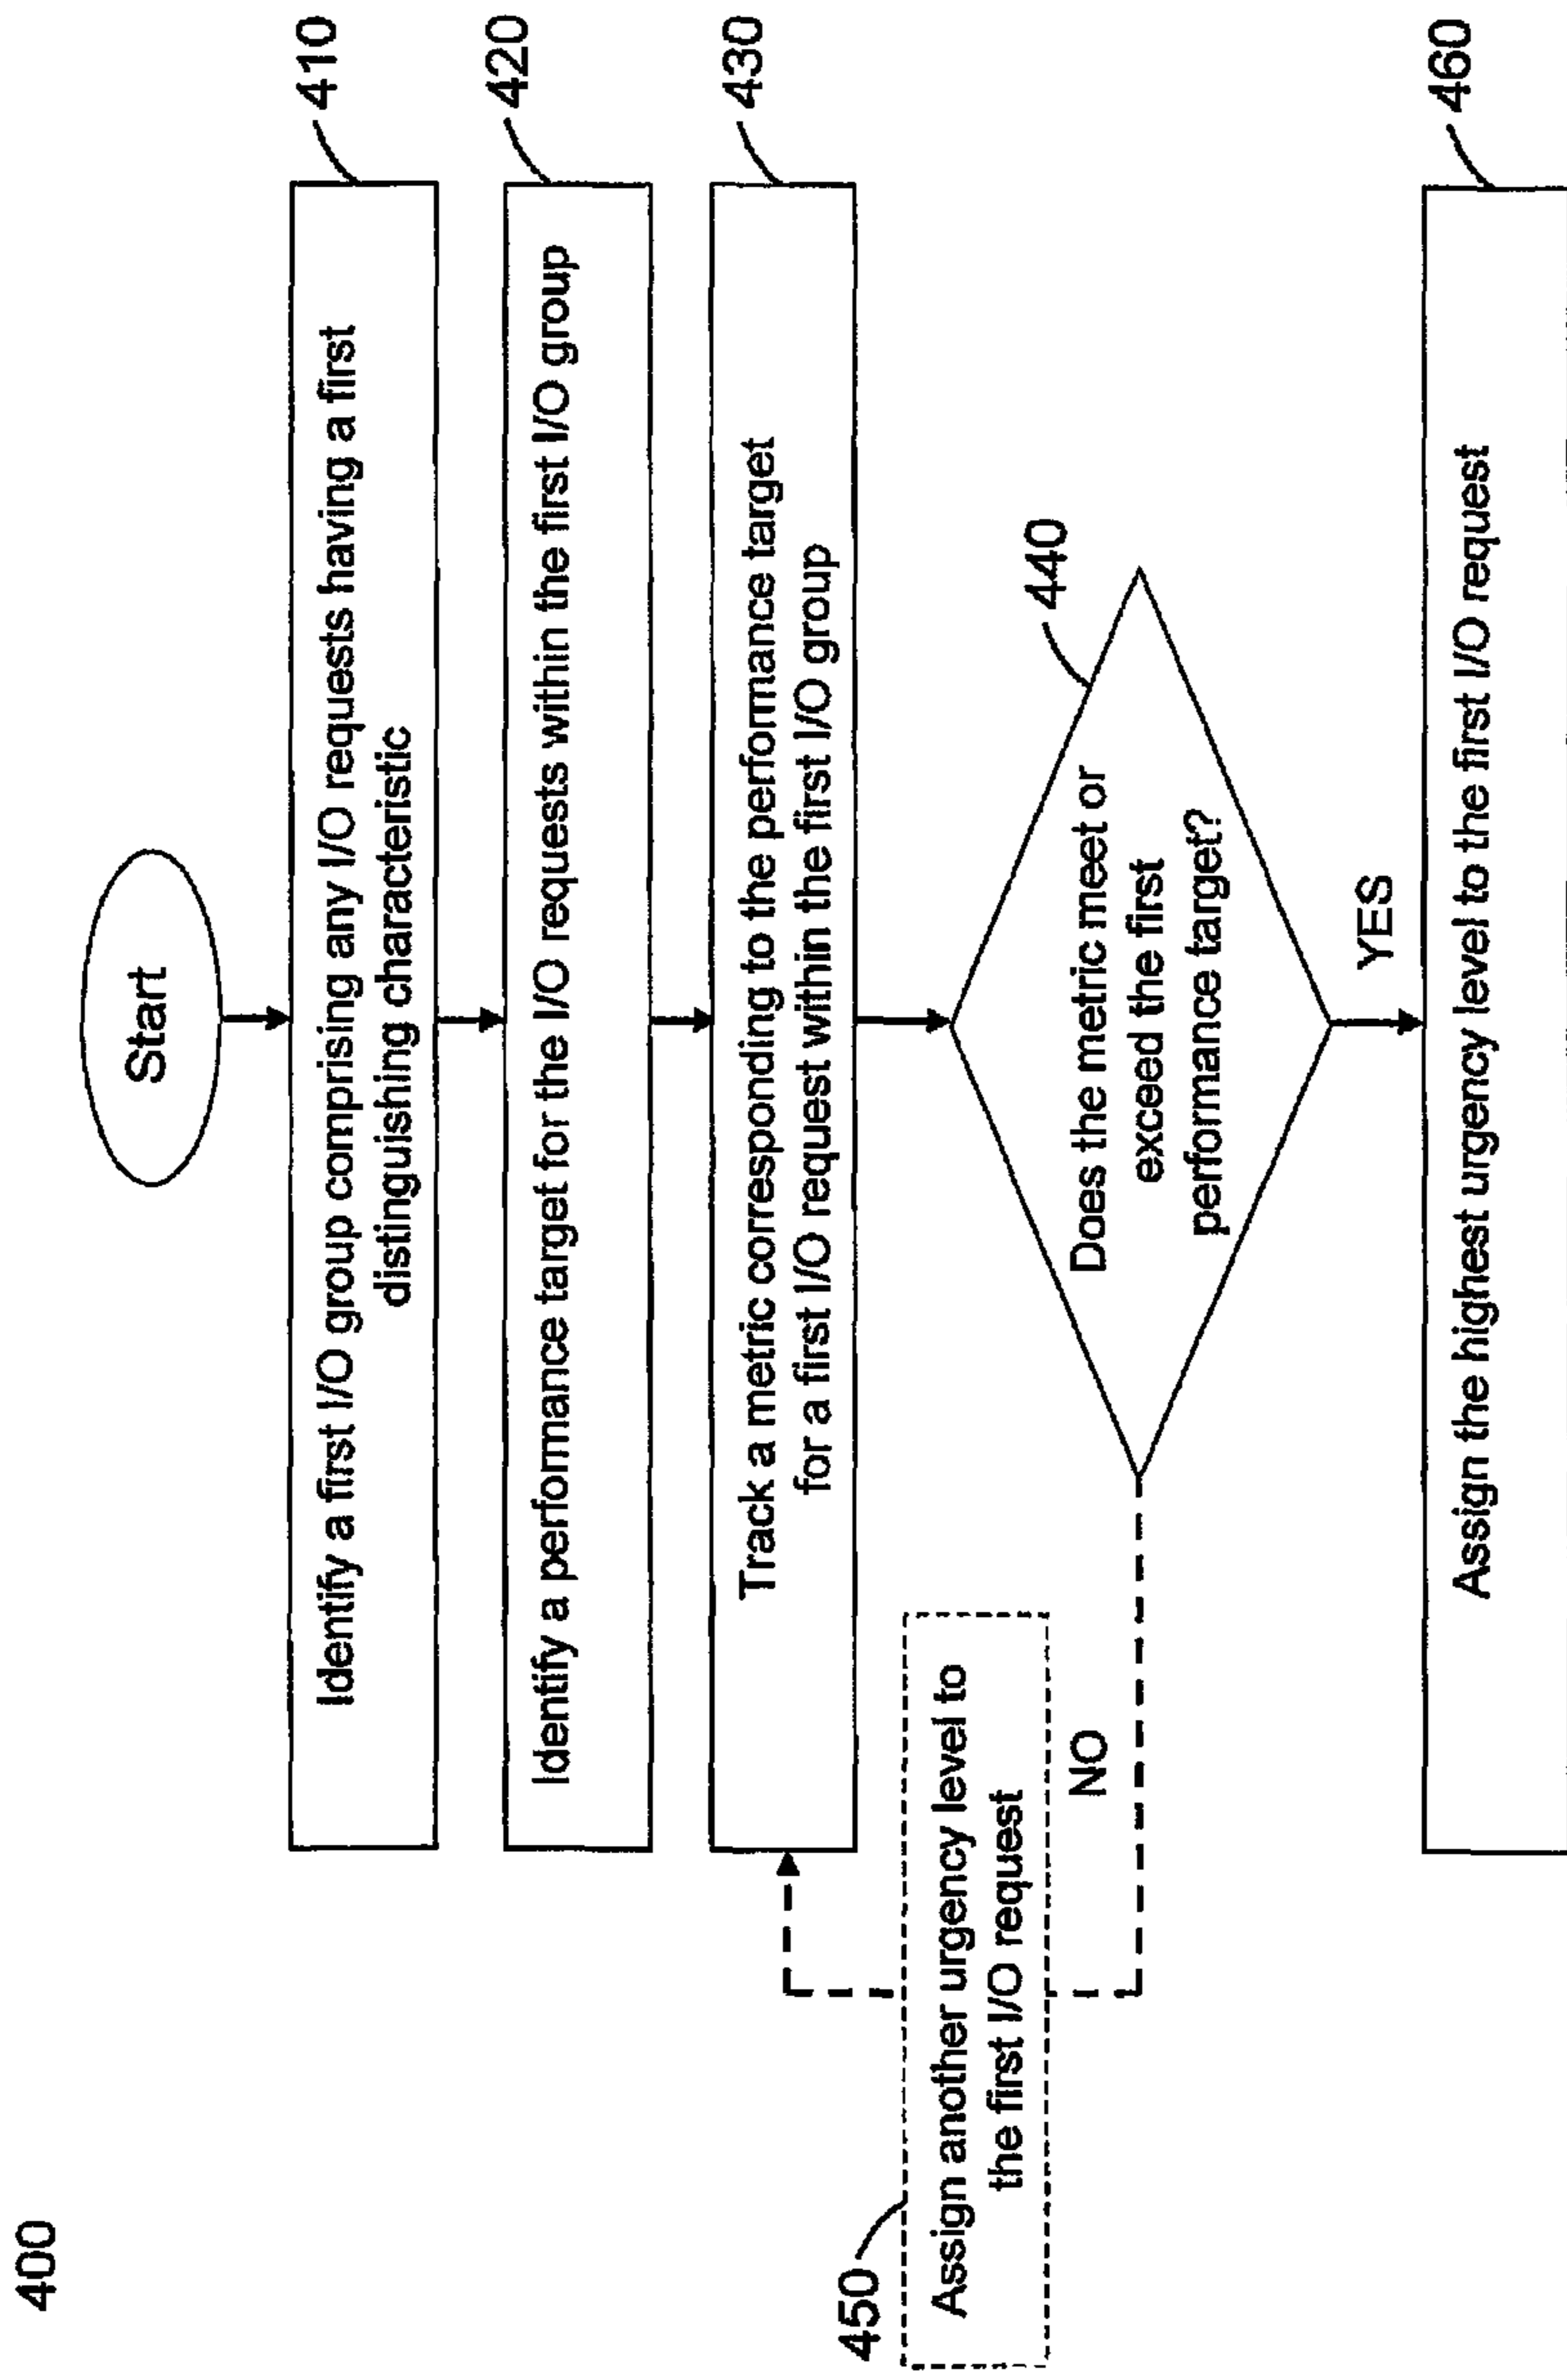 400
Start
410
Identify a first I/O group comprising any I/O requests having a first
distinguishing characteristic
420
Identify a performance target for the I/O requests within the first I/O group
430
Track a metric corresponding to the performance target
for a first I/O request within the first I/O group
440
Does the metric meet or
exceed the first
performance target?
450
Assign another urgency level to
the first I/O request
NO
YES
460
Assign the highest urgency level to the first I/O request